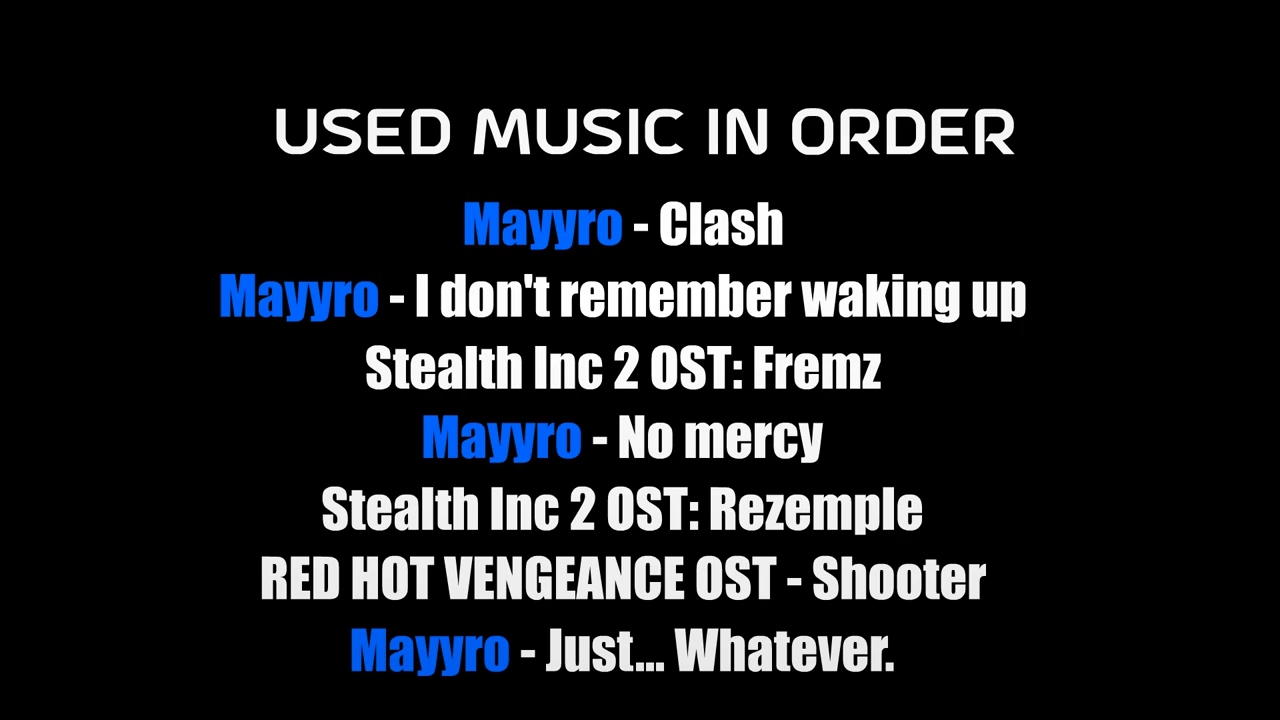 USED MUSIC IN ORDER
Mayyro - Clash
Mayyro - I don't remember waking up
Stealth Inc 2 OST: Fremz
Mayyro - No mercy
Stealth Inc 2 OST: Rezemple
RED HOT VENGEANCE OST - Shooter
Mayyro - Just... Whatever.